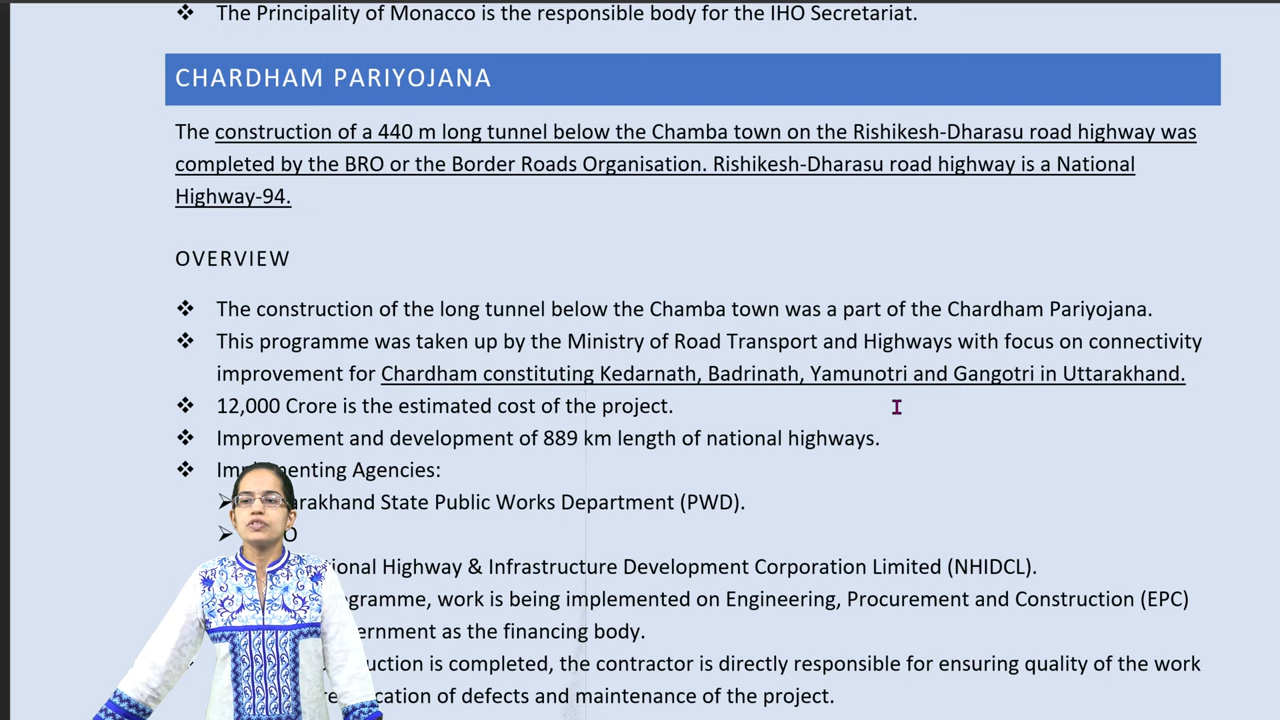 ❖ The Principality of Monacco is the responsible body for the IHO Secretariat.
CHARDHAM PARIYOJANA
The construction of a 440 m long tunnel below the Chamba town on the Rishikesh-Dharasu road highway was
completed by the BRO or the Border Roads Organisation. Rishikesh-Dharasu road highway is a National
Highway-94.
OVERVIEW
❖ The construction of the long tunnel below the Chamba town was a part of the Chardham Pariyojana.
❖ This programme was taken up by the Ministry of Road Transport and Highways with focus on connectivity
improvement for Chardham constituting Kedarnath, Badrinath, Yamunotri and Gangotri in Uttarakhand.
❖ 12,000 Crore is the estimated cost of the project.
❖ Improvement and development of 889 km length of national highways.
❖ Agencies:
➤ State Public Works Department (PWD).
➤
Highway & Infrastructure Development Corporation Limited (NHIDCL).
work is being implemented on Engineering, Procurement and Construction (EPC)
as the financing body.
is completed, the contractor is directly responsible for ensuring quality of the work
of defects and maintenance of the project.